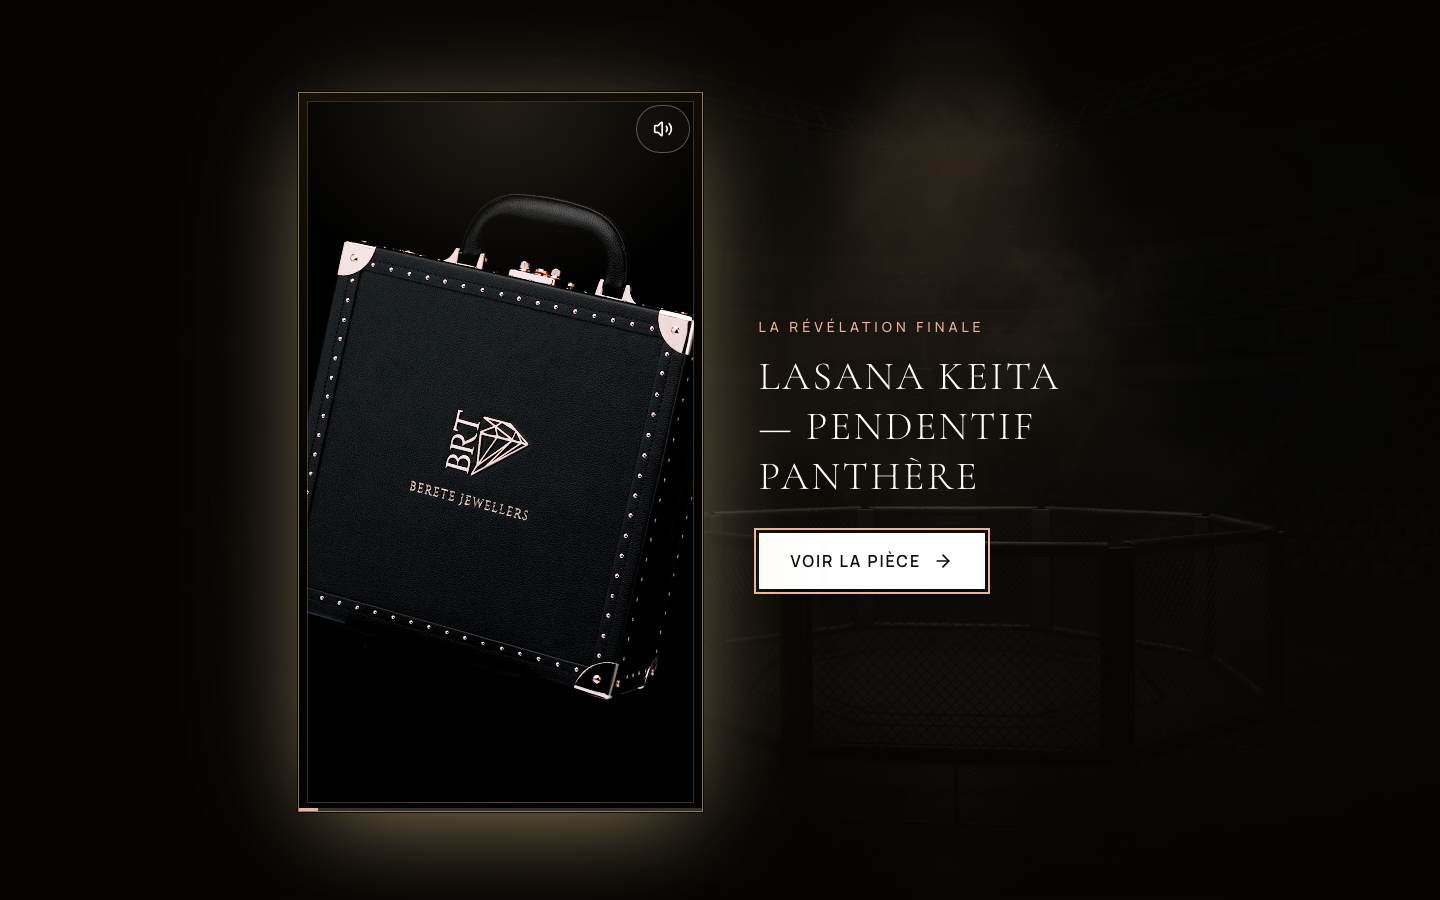 BRT
BERETE JEWELLERS
LA RÉVÉLATION FINALE
LASANA KEITA
— PENDENTIF
PANTHÈRE
VOIR LA PIÈCE